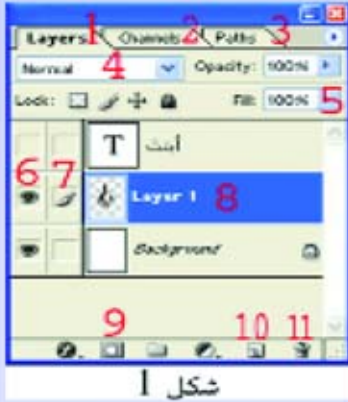 Layers 1 Channels 2 Paths 3
Normal 4 Opacity: 100%
Lock: Fill: 100% 5
T أبنث
6 7 Layer 1 8
Background
9 10 11
شكل 1